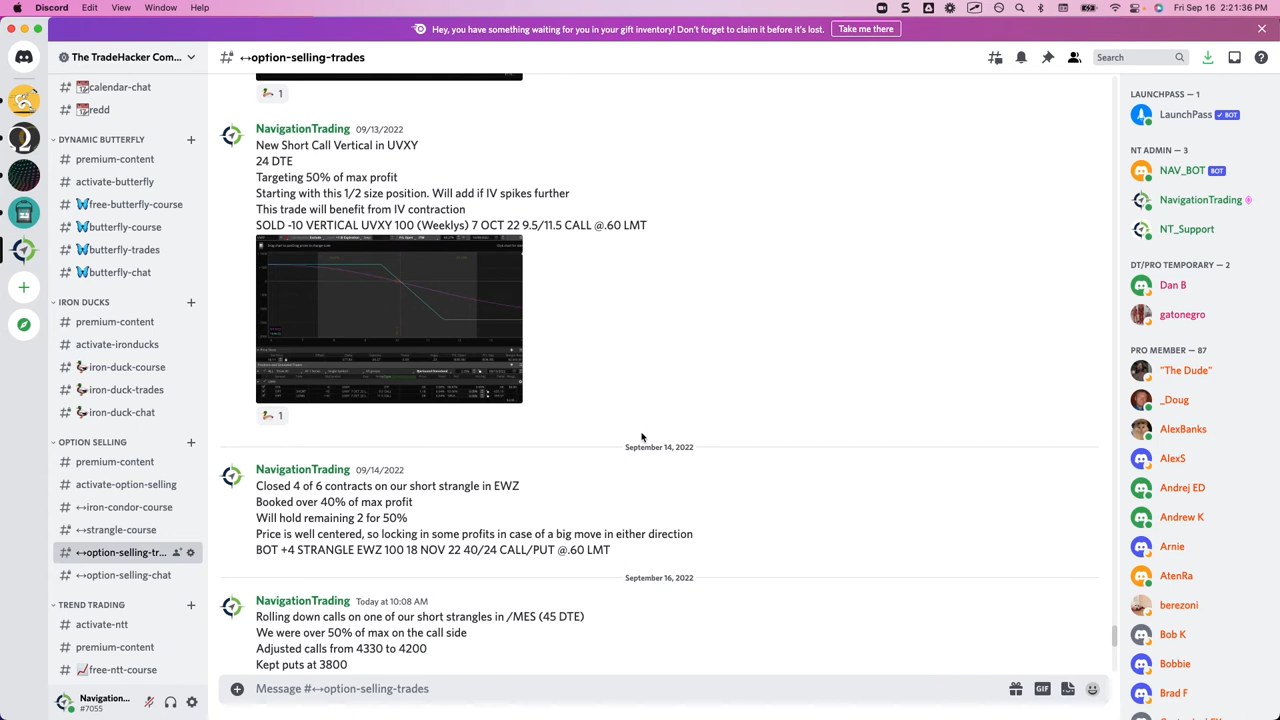 Discord Edit View Window Help
Fri Sep 16 2:21:36 PM
Hey, you have something waiting for you in your gift inventory! Don't forget to claim it before it's lost.
Take me there
The TradeHacker Com...
↔option-selling-trades
Search
calendar-chat
redd
DYNAMIC BUTTERFLY
premium-content
activate-butterfly
free-butterfly-course
butterfly-course
butterfly-trades
butterfly-chat
IRON DUCKS
premium-content
activate-ironducks
iron-duck-course
iron-duck-trades
iron-duck-chat
OPTION SELLING
premium-content
activate-option-selling
↔iron-condor-course
↔strangle-course
↔option-selling-tr...
↔option-selling-chat
TREND TRADING
activate-ntt
premium-content
free-ntt-course
Navigation...
#7055
1
NavigationTrading 09/13/2022
New Short Call Vertical in UVXY
24 DTE
Targeting 50% of max profit
Starting with this 1/2 size position. Will add if IV spikes further
This trade will benefit from IV contraction
SOLD -10 VERTICAL UVXY 100 (Weeklys) 7 OCT 22 9.5/11.5 CALL @.60 LMT
1
September 14, 2022
NavigationTrading 09/14/2022
Closed 4 of 6 contracts on our short strangle in EWZ
Booked over 40% of max profit
Will hold remaining 2 for 50%
Price is well centered, so locking in some profits in case of a big move in either direction
BOT +4 STRANGLE EWZ 100 18 NOV 22 40/24 CALL/PUT @.60 LMT
September 16, 2022
NavigationTrading Today at 10:08 AM
Rolling down calls on one of our short strangles in /MES (45 DTE)
We were over 50% of max on the call side
Adjusted calls from 4330 to 4200
Kept puts at 3800
Message #↔option-selling-trades
GIF
LAUNCHPASS — 1
LaunchPass ✓ BOT
NT ADMIN — 3
NAV_BOT BOT
NavigationTrading
NT_Support
DT/PRO TEMPORARY — 2
Dan B
gatonegro
PRO MEMBER — 87
"The Dude"
_Doug
AlexBanks
AlexS
Andrej ED
Andrew K
Arnie
AtenRa
berezoni
Bob K
Bobbie
Brad F